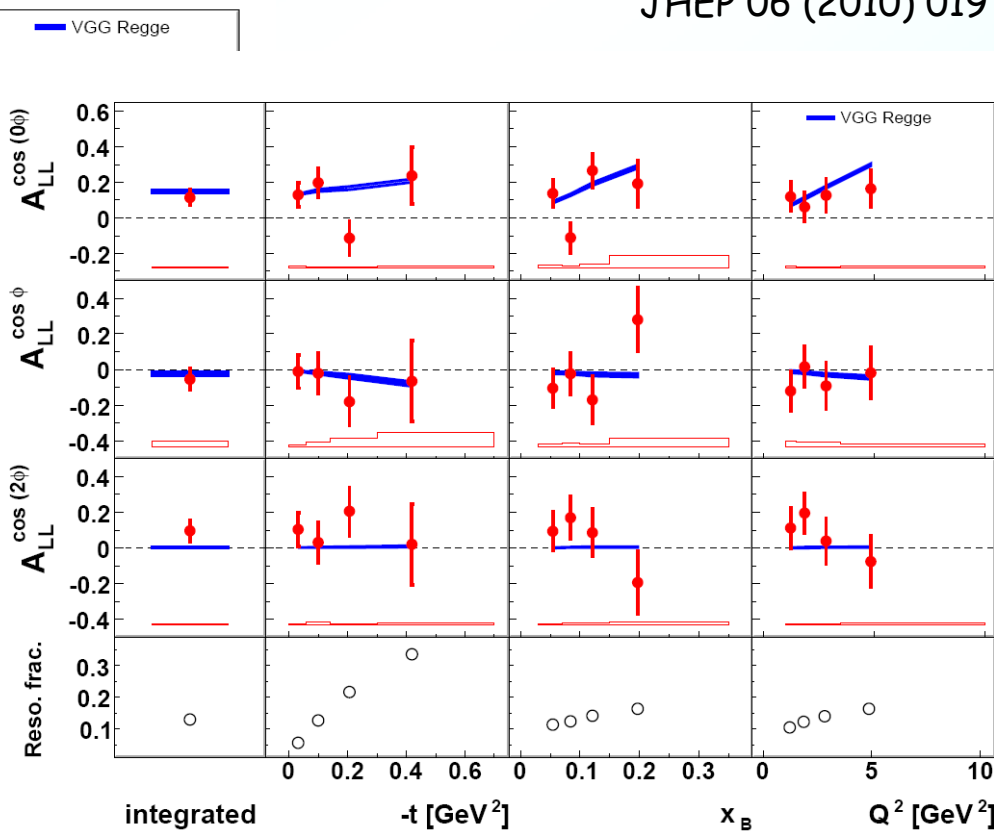 JHEP 06 (2010) 019
VGG Regge
VGG Regge
A_LL^cos (0ϕ)
0.6
0.4
0.2
0
-0.2
A_LL^cos ϕ
0.4
0.2
0
-0.2
-0.4
A_LL^cos (2ϕ)
0.4
0.2
0
-0.2
-0.4
Reso. frac.
0.3
0.2
0.1
0 0.2 0.4 0.6
0 0.1 0.2 0.3
0 5 10
integrated
-t [GeV²]
x_B
Q² [GeV²]